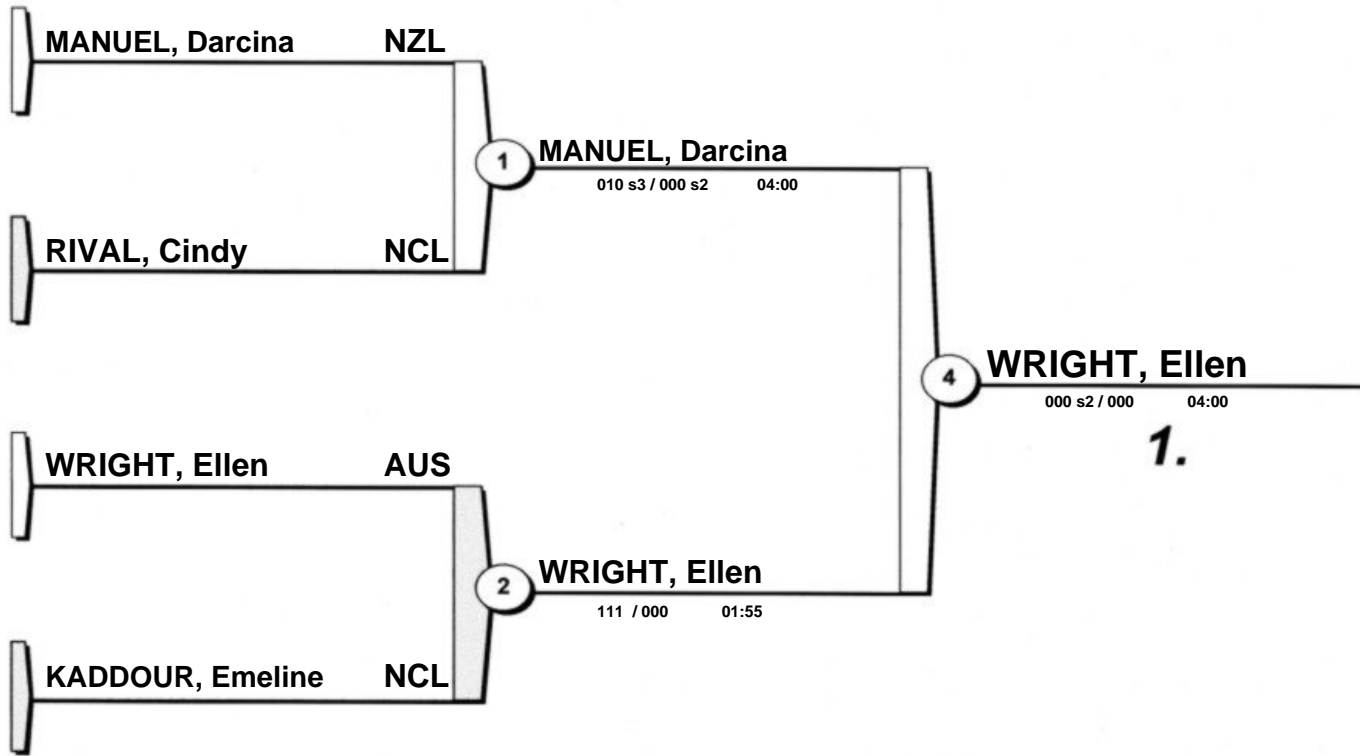 MANUEL, Darcina NZL
1 MANUEL, Darcina
010 s3 / 000 s2 04:00
RIVAL, Cindy NCL
4 WRIGHT, Ellen
000 s2 / 000 04:00
1.
WRIGHT, Ellen AUS
2 WRIGHT, Ellen
111 / 000 01:55
KADDOUR, Emeline NCL